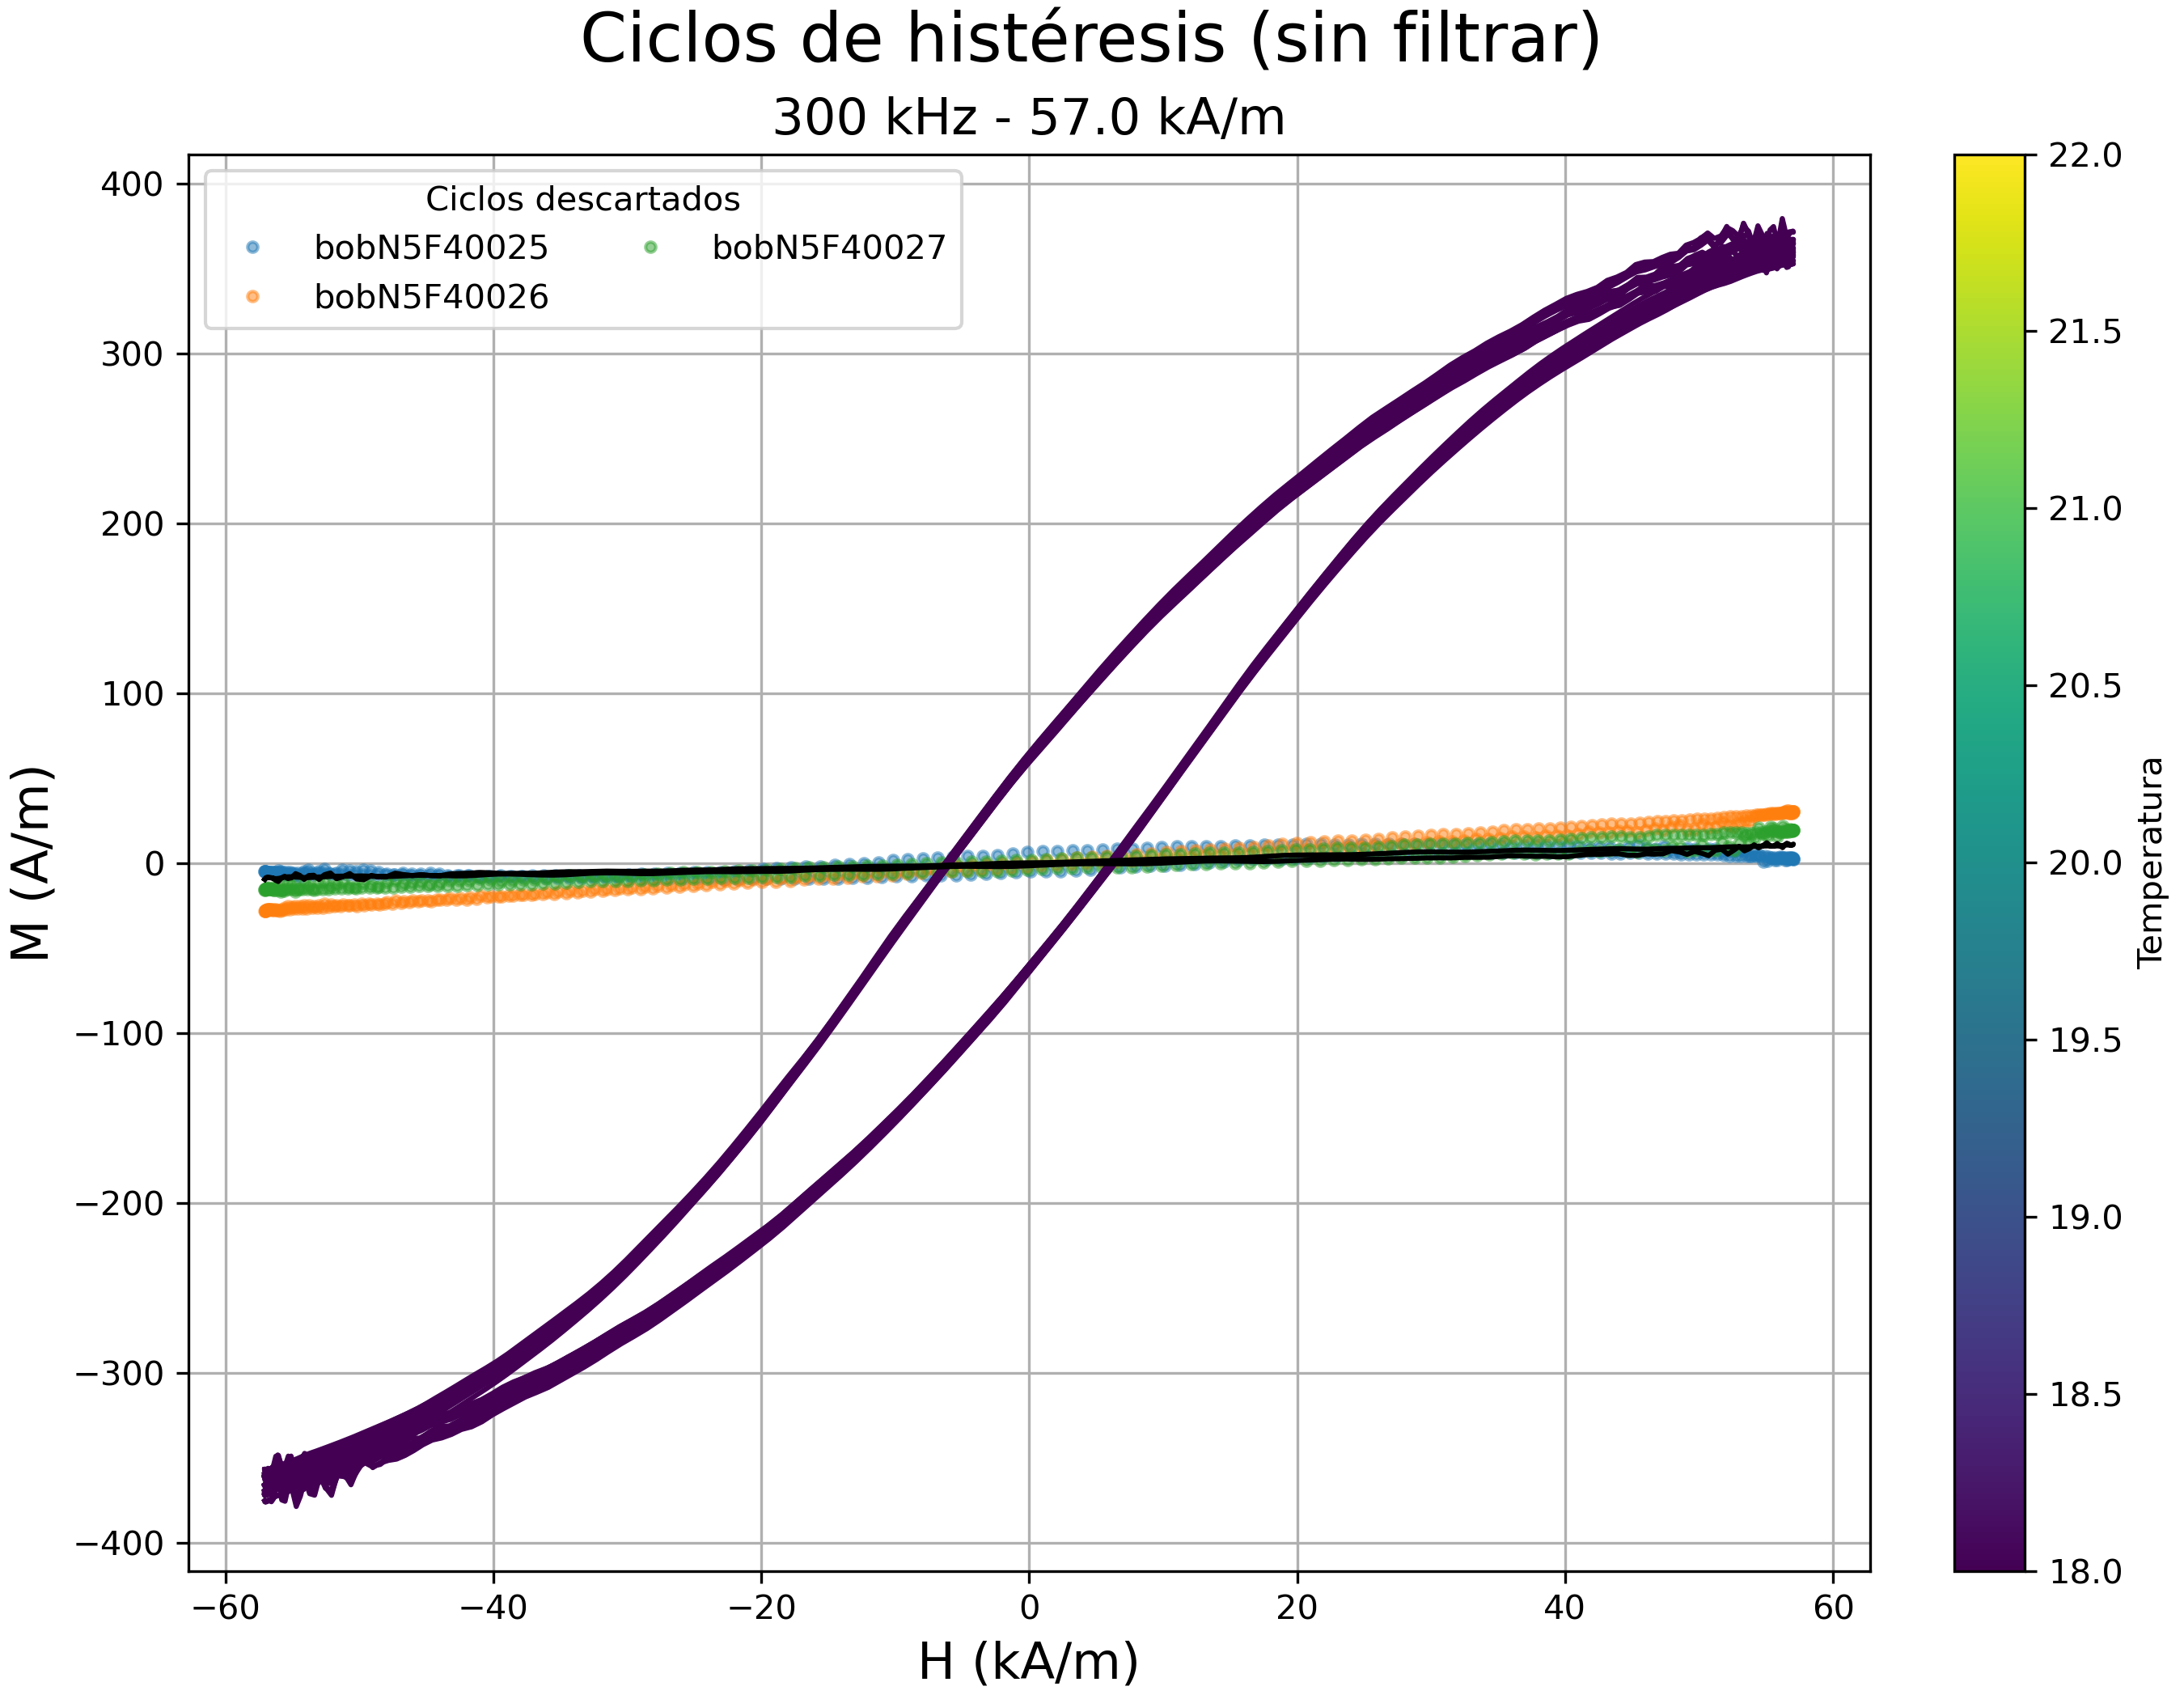 Ciclos de histéresis (sin filtrar)
300 kHz - 57.0 kA/m
Ciclos descartados
bobN5F40025
bobN5F40026
bobN5F40027
M (A/m)
400
300
200
100
0
−100
−200
−300
−400
−60
−40
−20
0
20
40
60
H (kA/m)
22.0
21.5
21.0
20.5
20.0
19.5
19.0
18.5
18.0
Temperatura